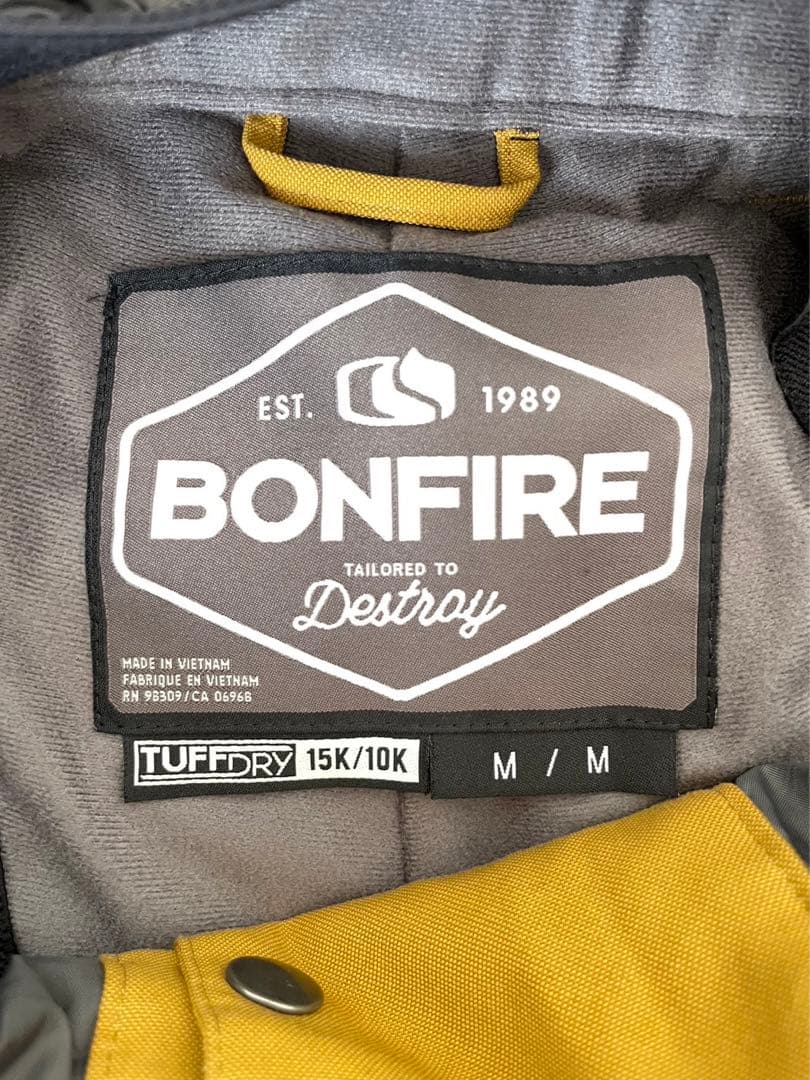 EST. 1989
BONFIRE
TAILORED TO
Destroy
MADE IN VIETNAM
FABRIQUE EN VIETNAM
RN 98309/CA 06968
TUFFDRY 15K/10K M / M